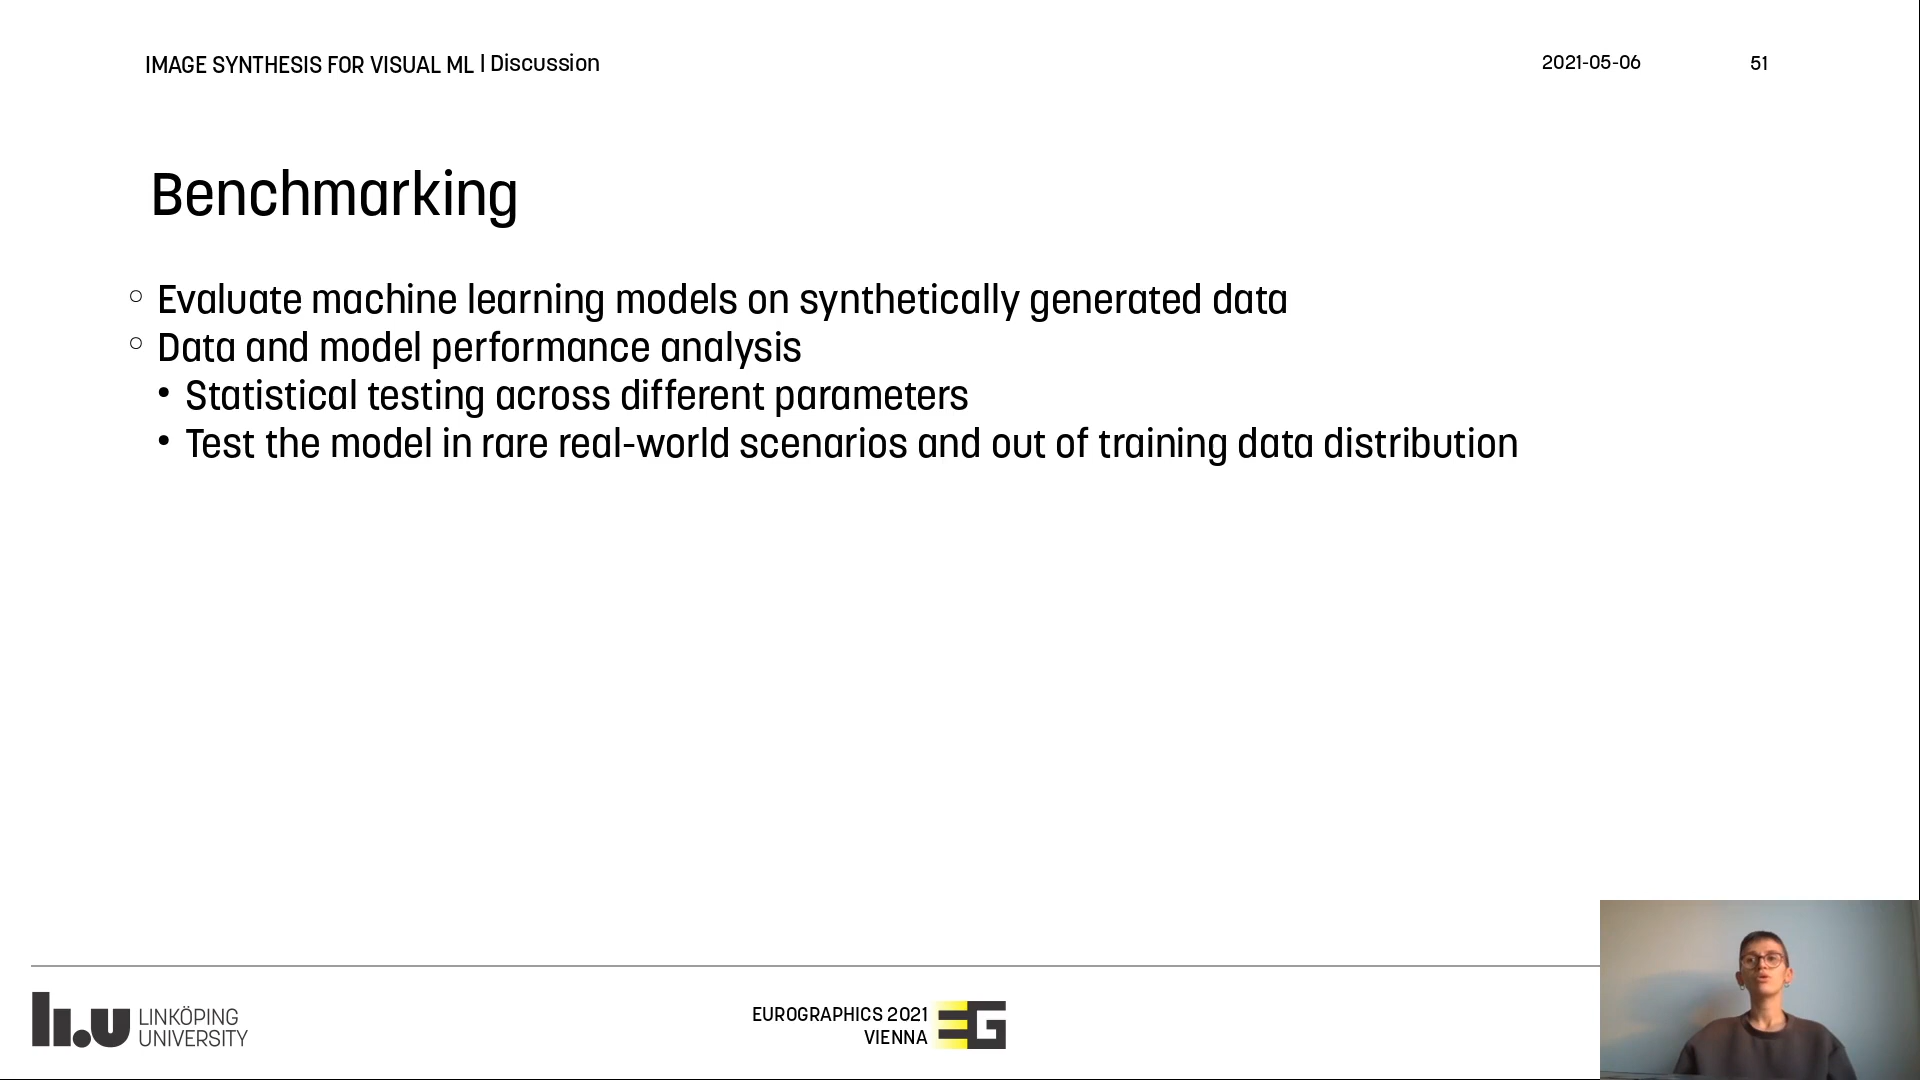 IMAGE SYNTHESIS FOR VISUAL ML | Discussion
2021-05-06
51
Benchmarking
○ Evaluate machine learning models on synthetically generated data
○ Data and model performance analysis
• Statistical testing across different parameters
• Test the model in rare real-world scenarios and out of training data distribution
li.u LINKÖPING
UNIVERSITY
EUROGRAPHICS 2021
VIENNA
EG